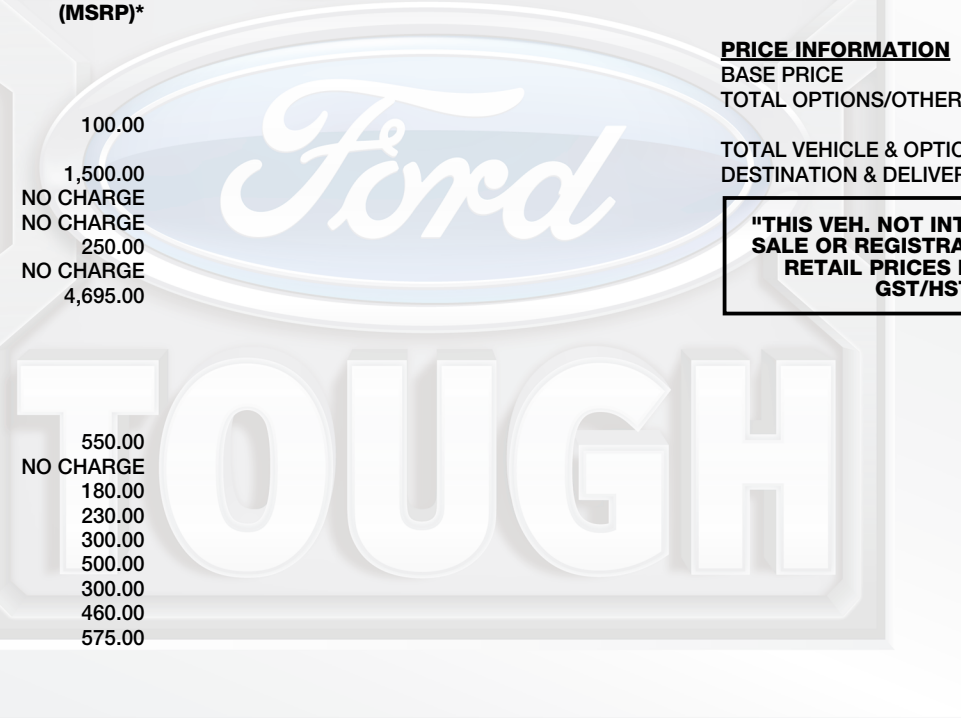 (MSRP)*
100.00
1,500.00
NO CHARGE
NO CHARGE
250.00
NO CHARGE
4,695.00
550.00
NO CHARGE
180.00
230.00
300.00
500.00
300.00
460.00
575.00
PRICE INFORMATION
BASE PRICE
TOTAL OPTIONS/OTHER
TOTAL VEHICLE & OPTIO
DESTINATION & DELIVER
"THIS VEH. NOT INT
SALE OR REGISTRA
RETAIL PRICES
GST/HST
Ford
TOUGH